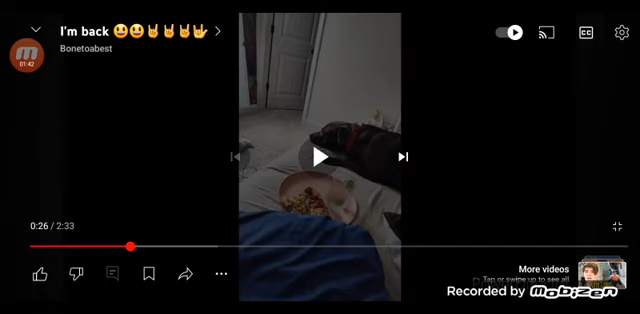 I'm back 😃😃🤘🤘🤘🤟
Bonetoabest
m
01:42
CC
0:26 / 2:33
More videos
Tap or swipe up to see all
Recorded by mobizen